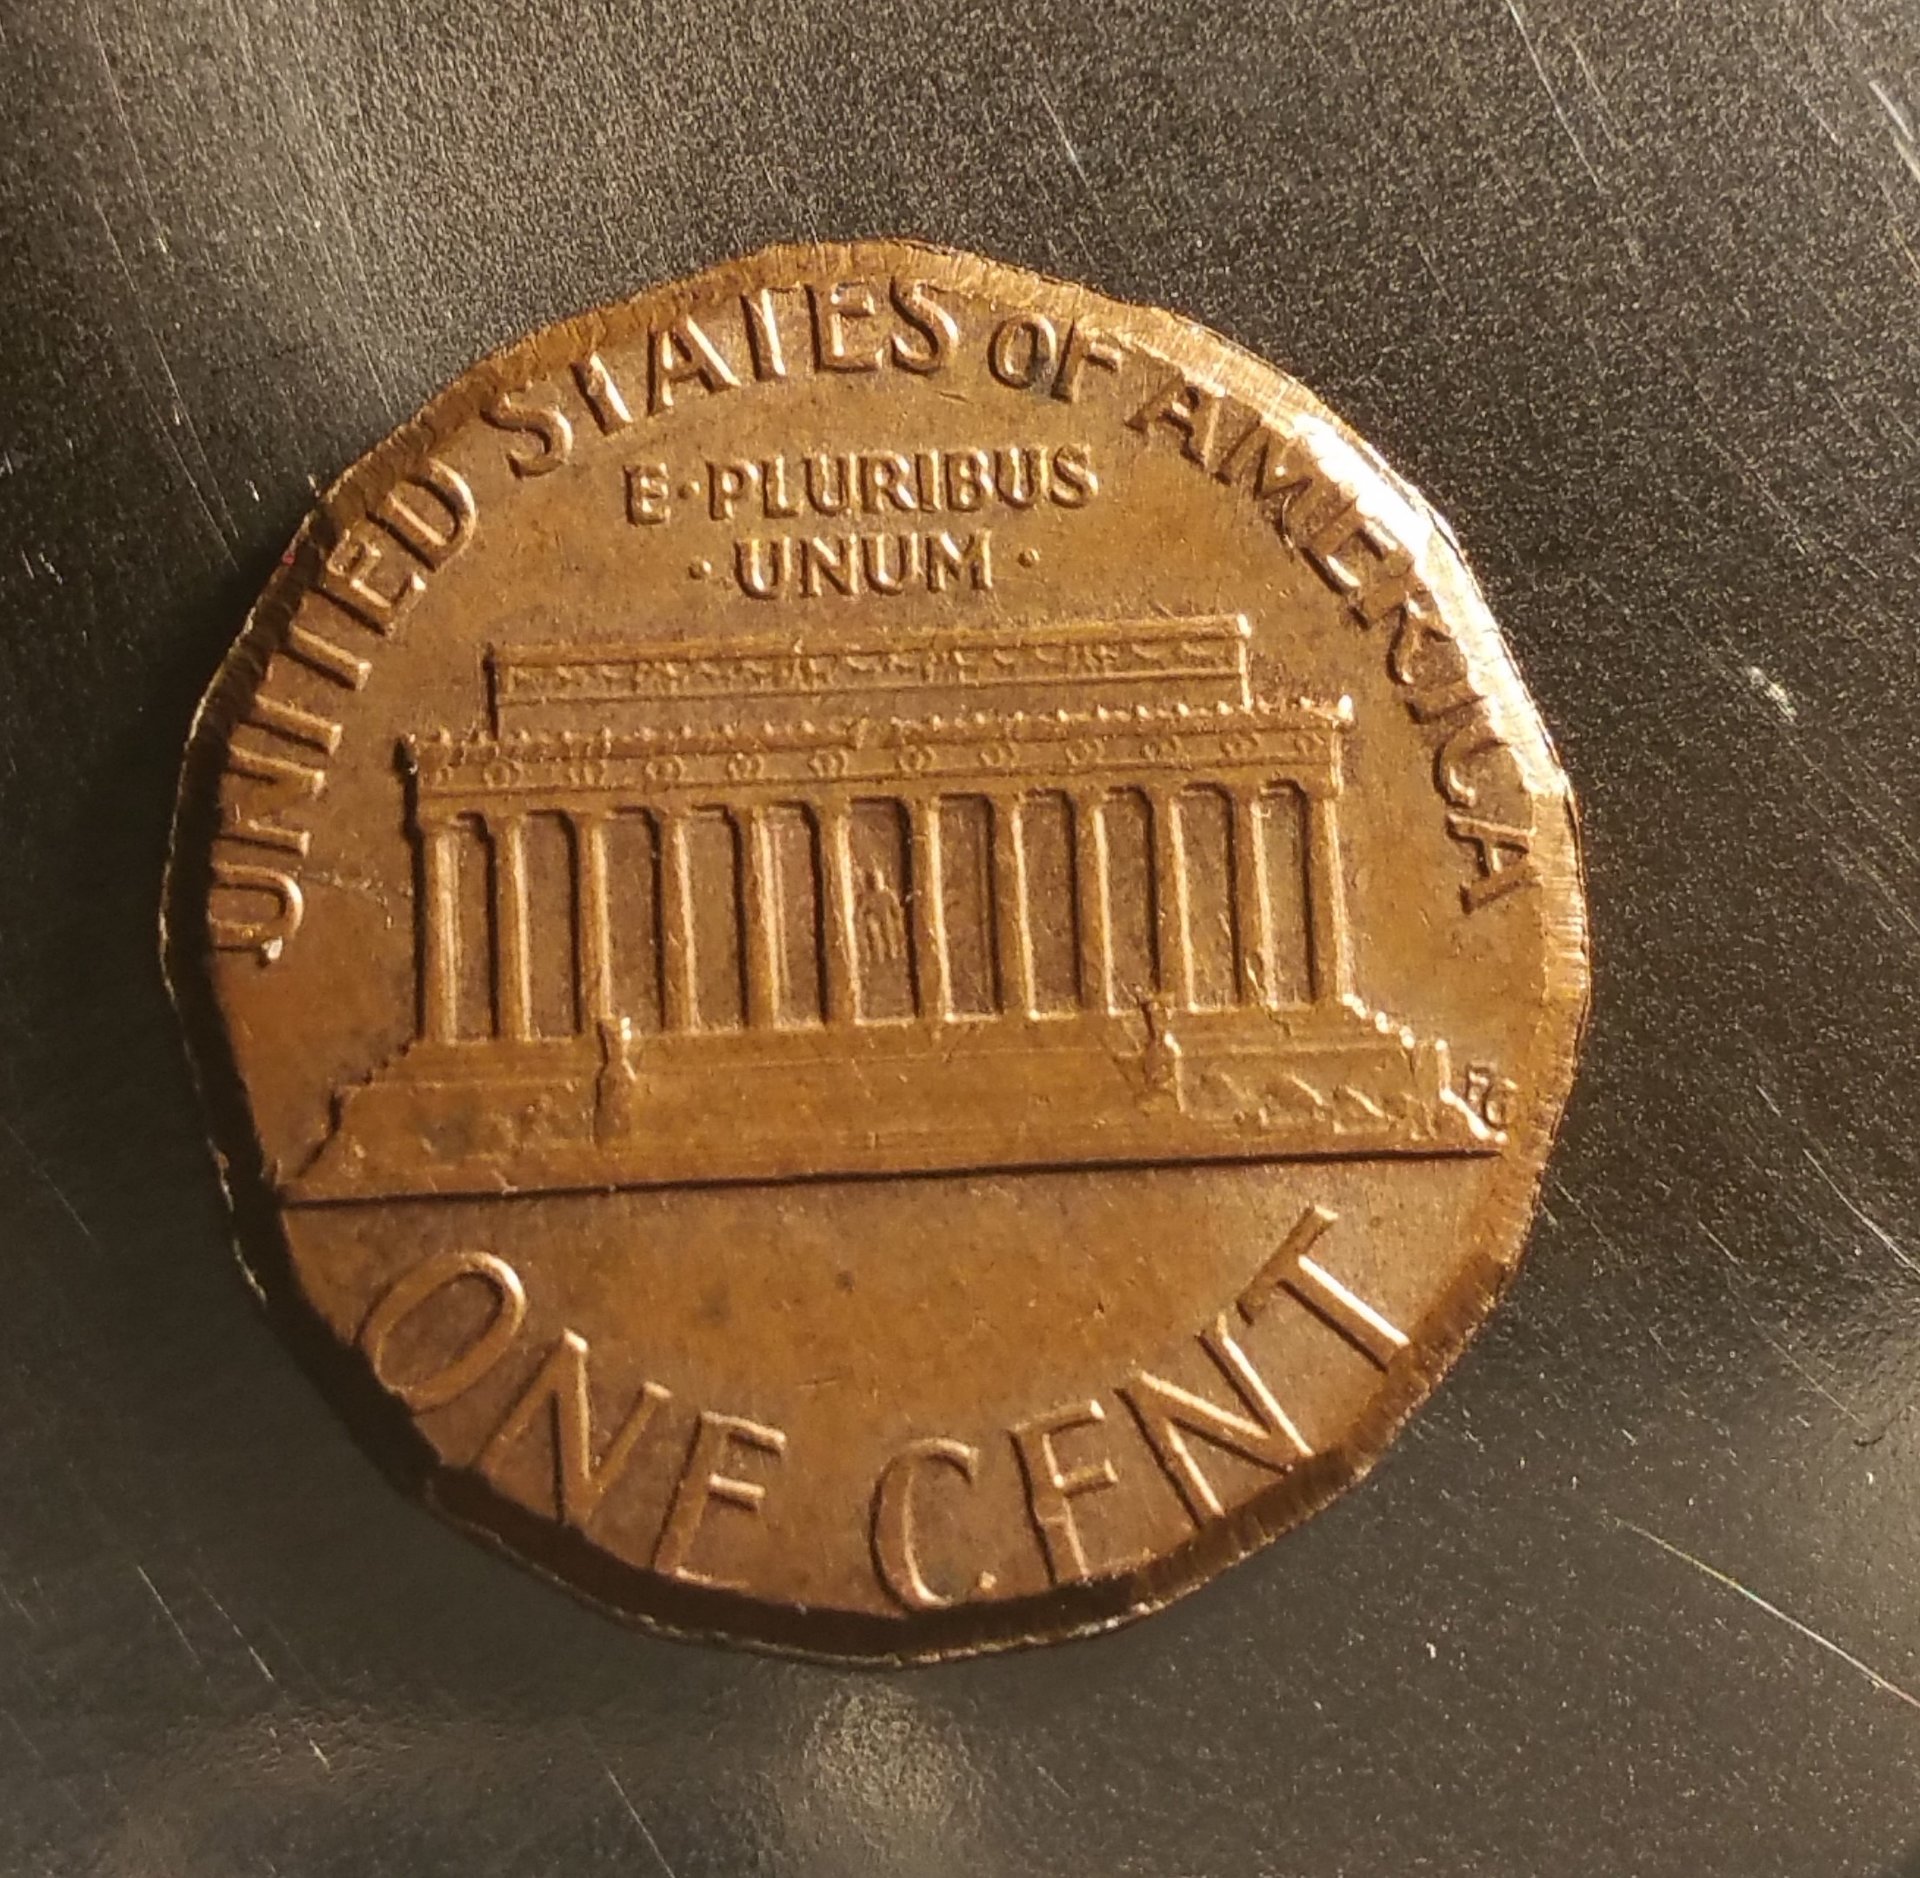 UNITED STATES OF AMERICA
E·PLURIBUS
·UNUM·
FG
ONE CENT